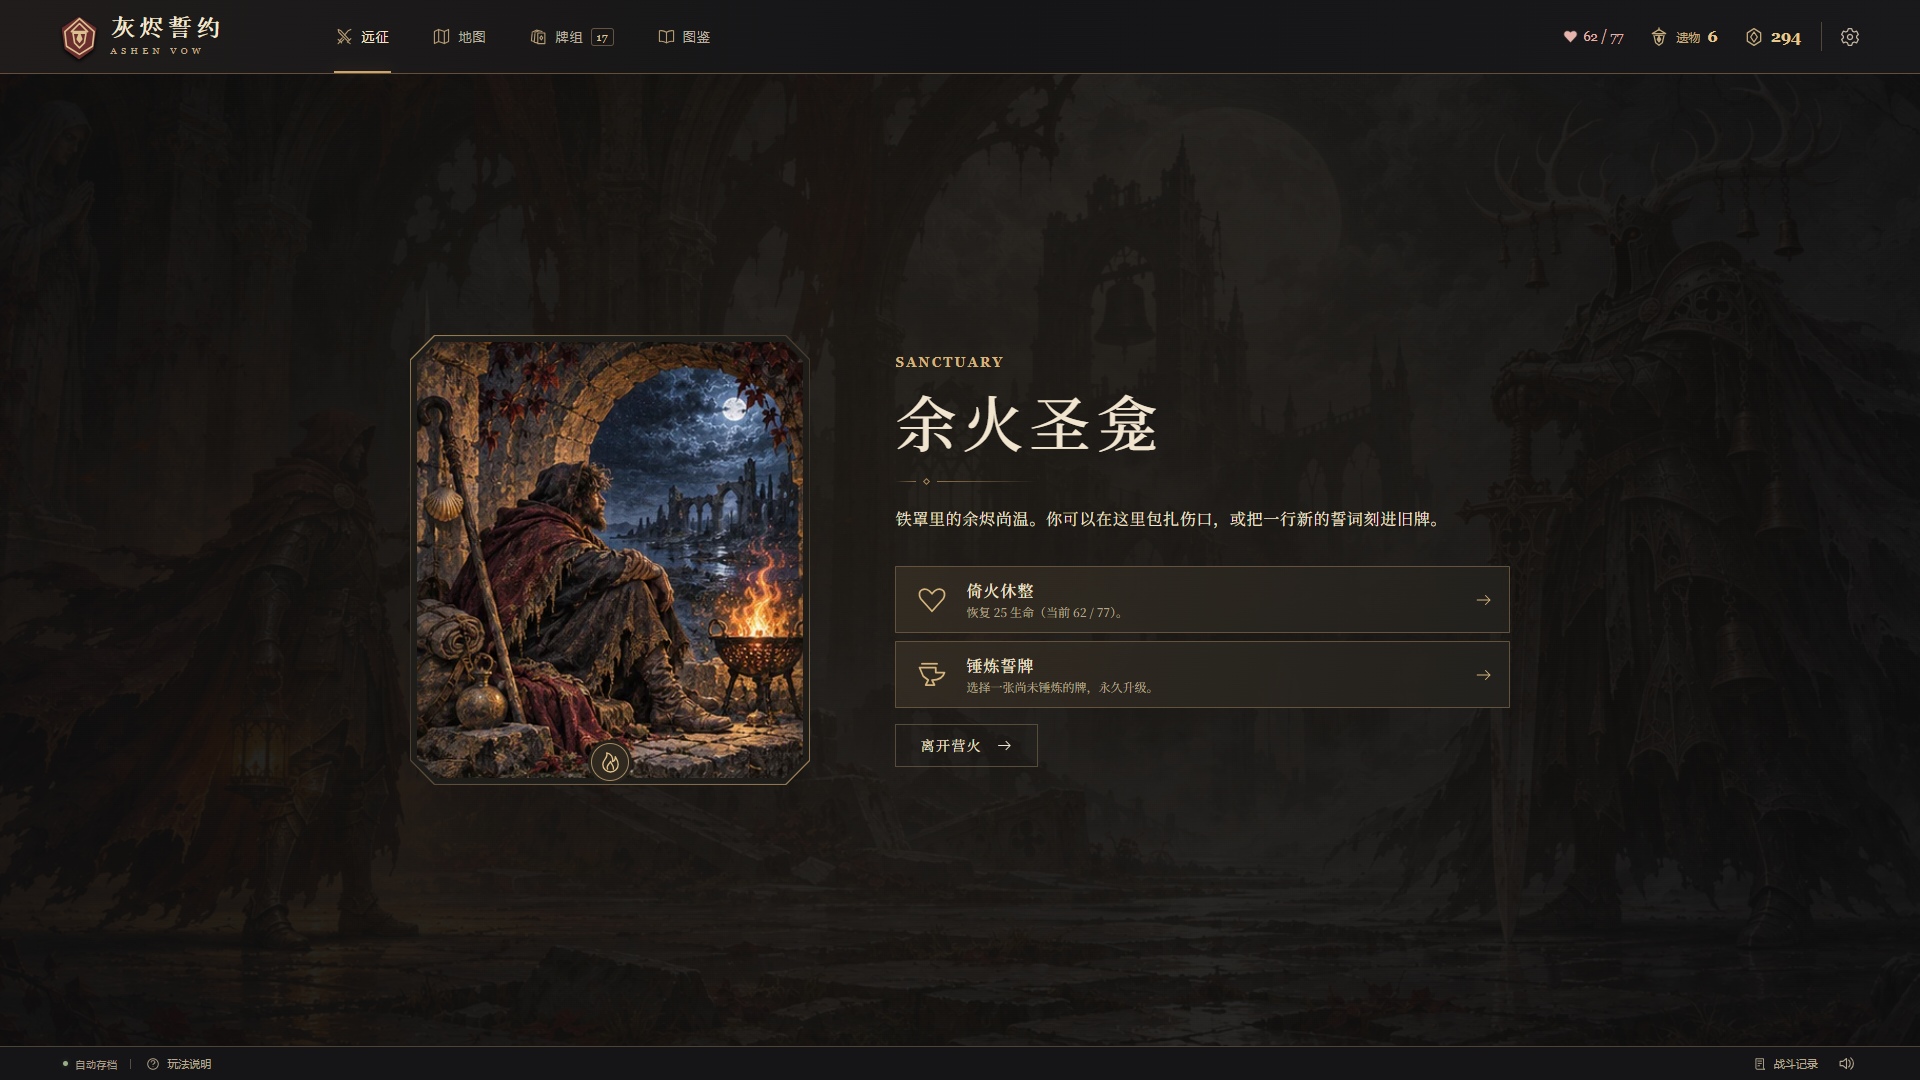 灰烬誓约
ASHEN VOW
远征
地图
牌组 17
图鉴
62 / 77
遗物 6
294
SANCTUARY
余火圣龛
铁罩里的余烬尚温。你可以在这里包扎伤口，或把一行新的誓词刻进旧牌。
倚火休整
恢复 25 生命（当前 62 / 77）。
锤炼誓牌
选择一张尚未锤炼的牌，永久升级。
离开营火
自动存档
玩法说明
战斗记录